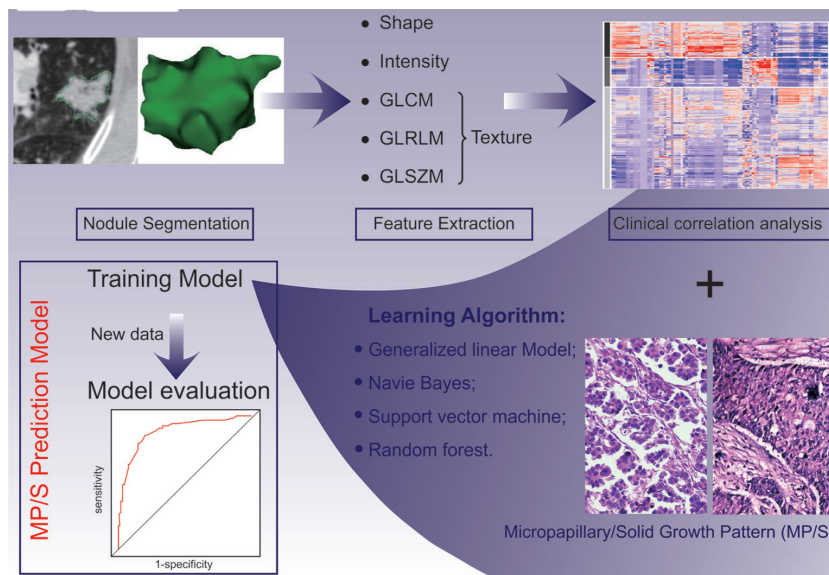 Shape
Intensity
GLCM
GLRLM
GLSZM
Texture
Nodule Segmentation
Feature Extraction
Clinical correlation analysis
+
MP/S Prediction Model
Training Model
New data
Model evaluation
sensitivity
1-specificity
Learning Algorithm:
Generalized linear Model;
Navie Bayes;
Support vector machine;
Random forest.
Micropapillary/Solid Growth Pattern (MP/S